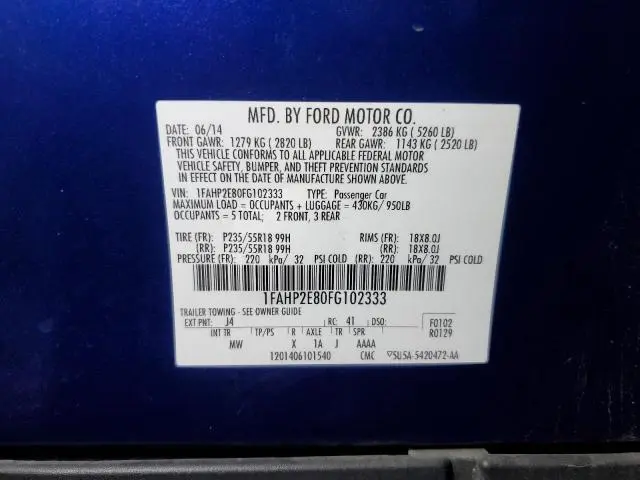 MFD. BY FORD MOTOR CO.
DATE: 06/14 GVWR: 2386 KG ( 5260 LB)
FRONT GAWR: 1279 KG ( 2820 LB) REAR GAWR: 1143 KG ( 2520 LB)
THIS VEHICLE CONFORMS TO ALL APPLICABLE FEDERAL MOTOR
VEHICLE SAFETY, BUMPER, AND THEFT PREVENTION STANDARDS
IN EFFECT ON THE DATE OF MANUFACTURE SHOWN ABOVE.
VIN: 1FAHP2E80FG102333 TYPE: Passenger Car
MAXIMUM LOAD = OCCUPANTS + LUGGAGE = 430KG/ 950LB
OCCUPANTS = 5 TOTAL; 2 FRONT, 3 REAR
TIRE (FR): P235/55R18 99H RIMS (FR): 18X8.0J
(RR): P235/55R18 99H (RR): 18X8.0J
PRESSURE (FR): 220 kPa/ 32 PSI COLD (RR): 220 kPa/ 32 PSI COLD
1FAHP2E80FG102333
TRAILER TOWING - SEE OWNER GUIDE
EXT PNT: J4 RC: 41 DSO: F0102
INT TR TP/PS R AXLE TR SPR R0129
MW X 1A J AAAA
1201406101540 CMC 5U5A-5420472-AA